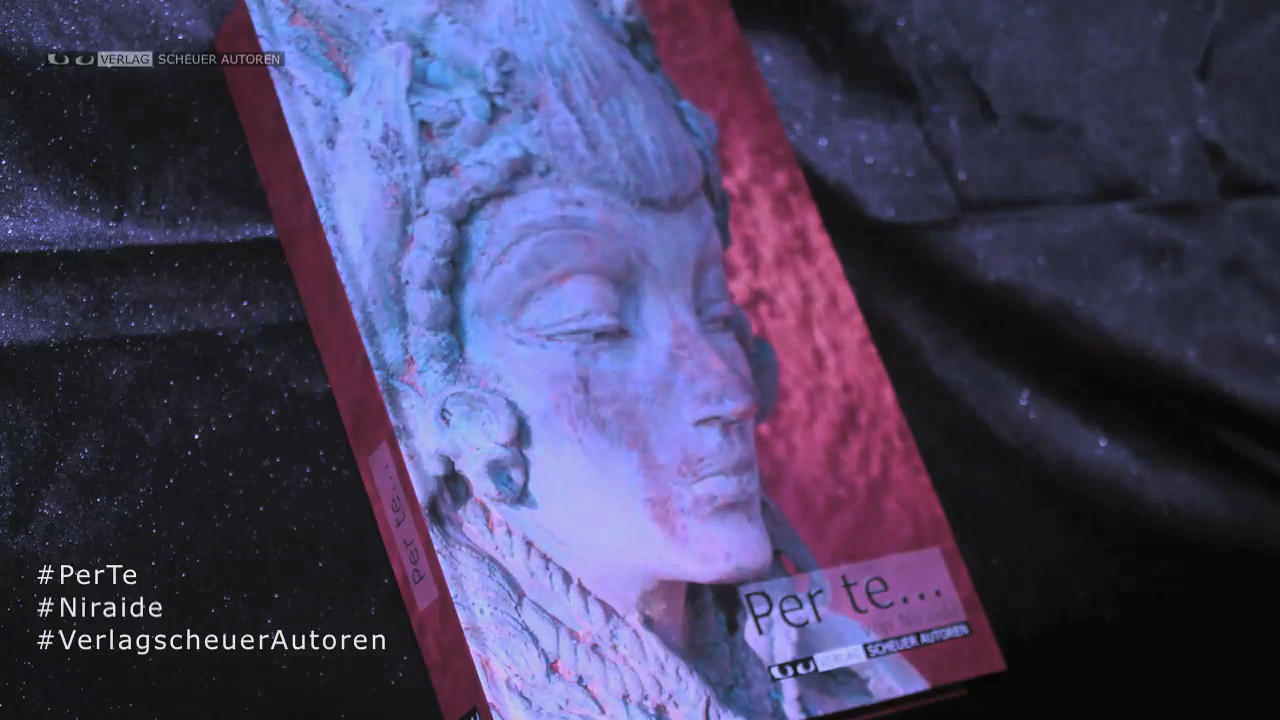 VERLAG SCHEUER AUTOREN
Per te...
Per te...
VERLAG SCHEUER AUTOREN
#PerTe
#Niraide
#VerlagscheuerAutoren